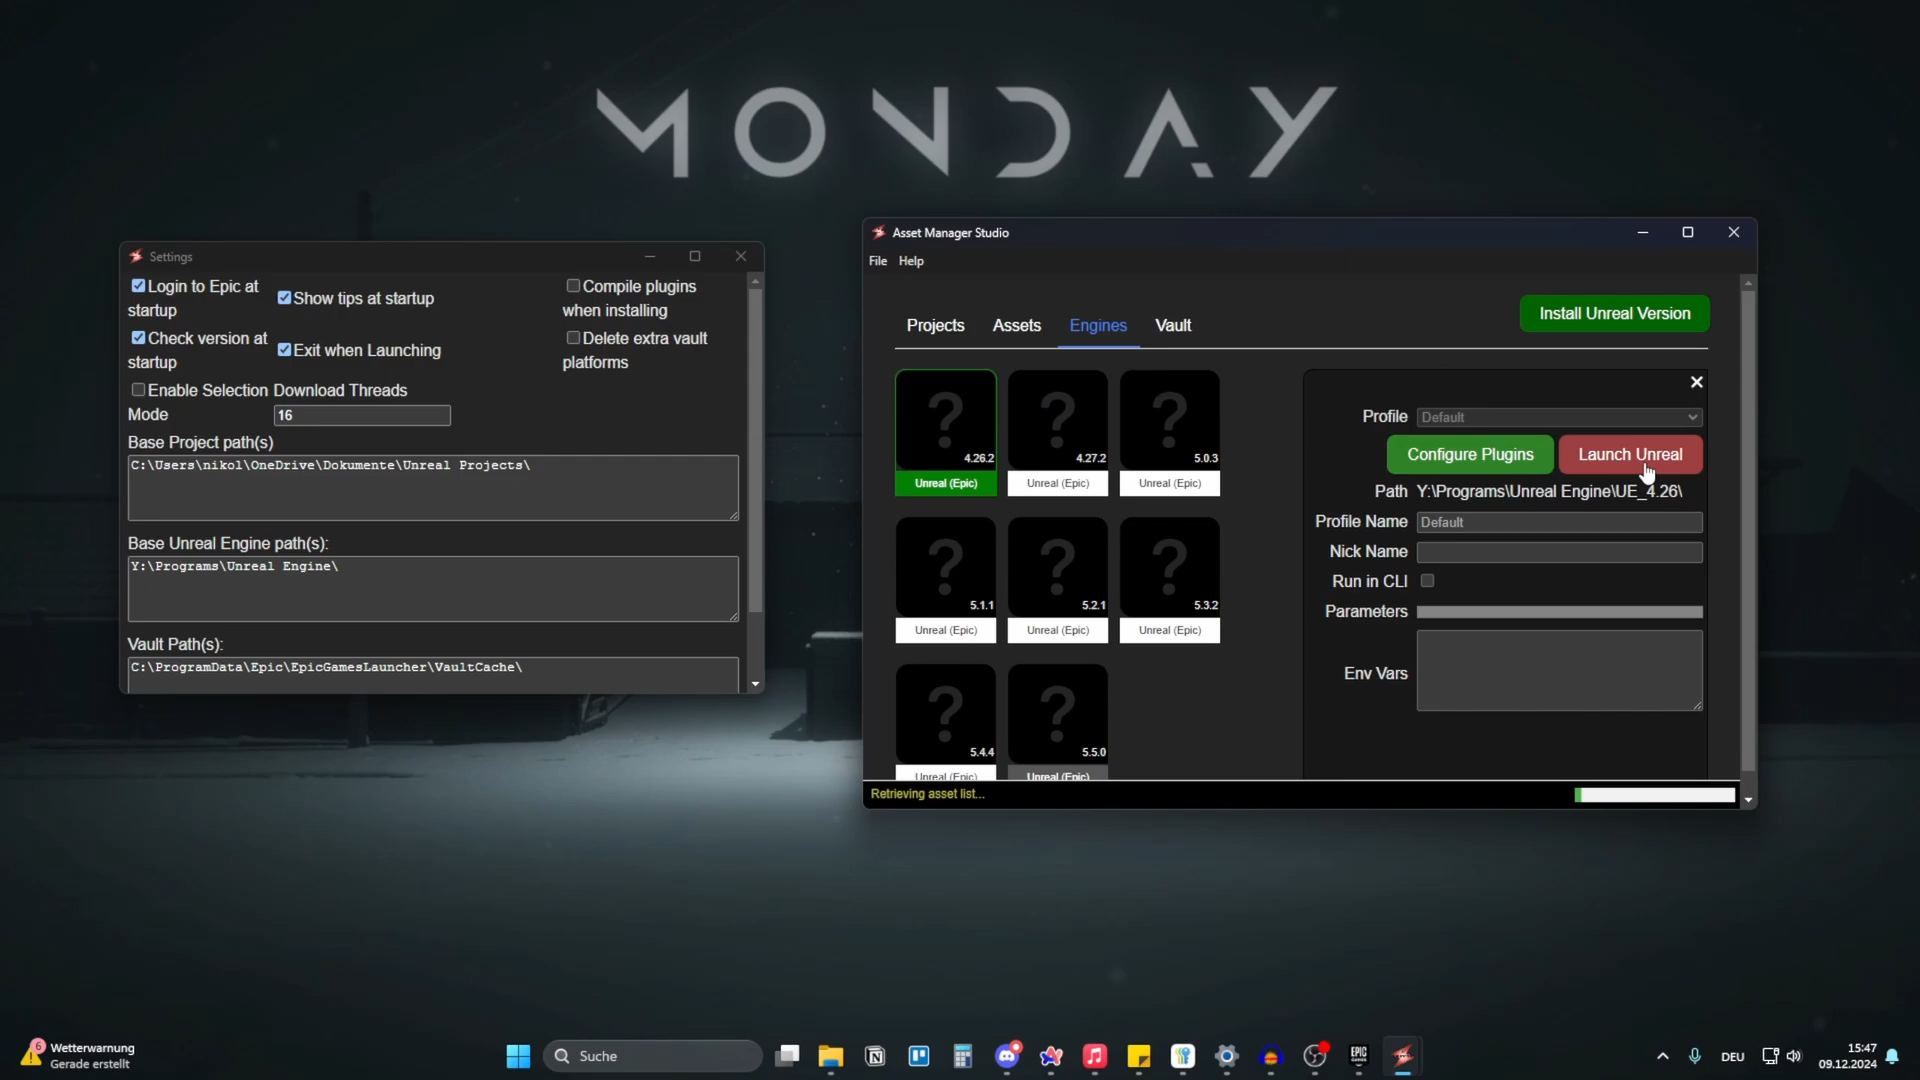 MONDAY
Settings
Login to Epic at
startup
Show tips at startup
Compile plugins
when installing
Check version at
startup
Exit when Launching
Delete extra vault
platforms
Enable Selection
Mode
Download Threads
16
Base Project path(s)
C:\Users\nikol\OneDrive\Dokumente\Unreal Projects\
Base Unreal Engine path(s):
Y:\Programs\Unreal Engine\
Vault Path(s):
C:\ProgramData\Epic\EpicGamesLauncher\VaultCache\
Asset Manager Studio
File Help
Projects Assets Engines Vault
Install Unreal Version
? ? ?
4.26.2 4.27.2 5.0.3
Unreal (Epic) Unreal (Epic) Unreal (Epic)
? ? ?
5.1.1 5.2.1 5.3.2
Unreal (Epic) Unreal (Epic) Unreal (Epic)
? ?
5.4.4 5.5.0
Unreal (Epic) Unreal (Epic)
Profile Default
Configure Plugins Launch Unreal
Path Y:\Programs\Unreal Engine\UE_4.26\
Profile Name Default
Nick Name
Run in CLI
Parameters
Env Vars
Retrieving asset list...
6
Wetterwarnung
Gerade erstellt
Suche
EPIC
GAMES
DEU
15:47
09.12.2024